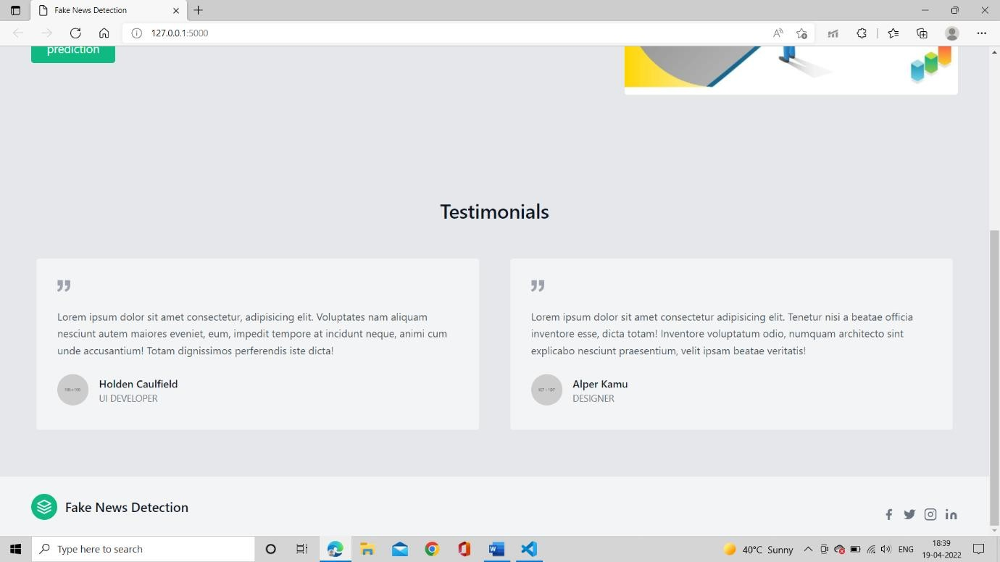 Fake News Detection
127.0.0.1:5000
prediction
Testimonials
Lorem ipsum dolor sit amet consectetur, adipisicing elit. Voluptates nam aliquam
nesciunt autem maiores eveniet, eum, impedit tempore at incidunt neque, animi cum
unde accusantium! Totam dignissimos perferendis iste dicta!
Holden Caulfield
UI DEVELOPER
Lorem ipsum dolor sit amet consectetur adipisicing elit. Tenetur nisi a beatae officia
inventore esse, dicta totam! Inventore voluptatum odio, numquam architecto sint
explicabo nesciunt praesentium, velit ipsam beatae veritatis!
Alper Kamu
DESIGNER
Fake News Detection
Type here to search
40°C Sunny
ENG
18:39
19-04-2022